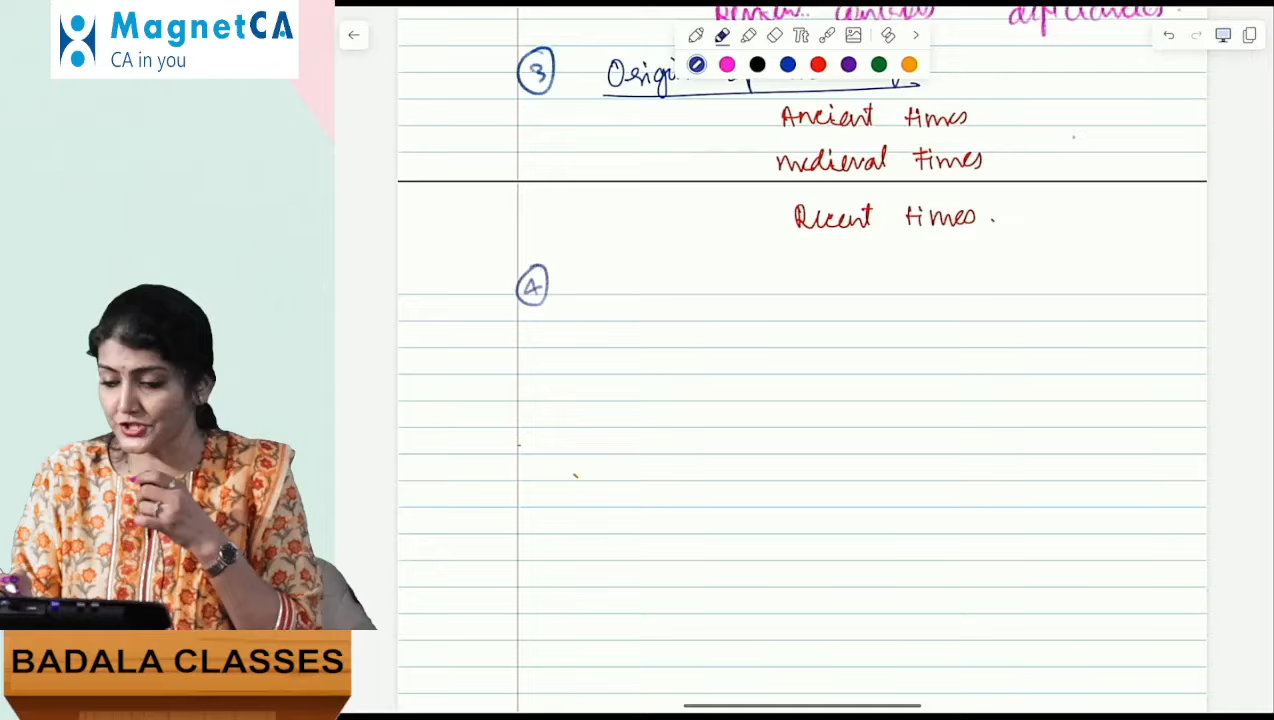 MagnetCA
CA in you
3 Origi
Ancient times
medieval times
Recent times.
4
BADALA CLASSES